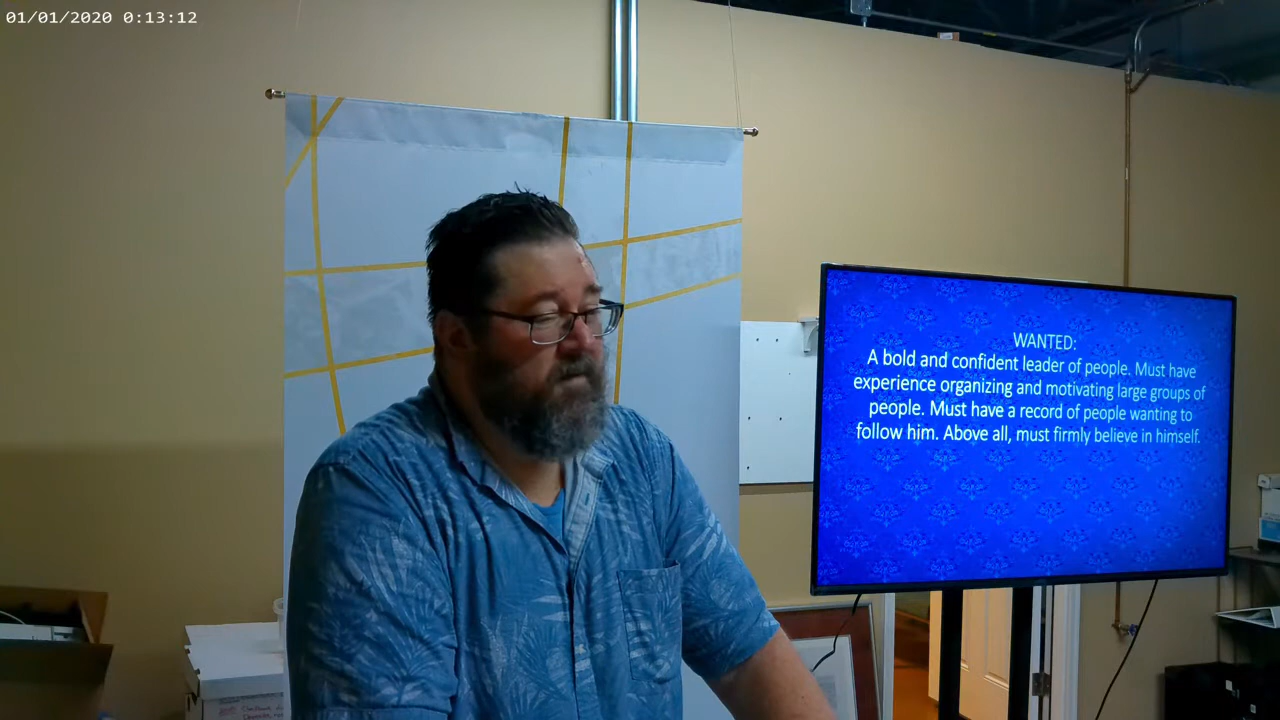 01/01/2020 0:13:12
WANTED:
A bold and confident leader of people. Must have
experience organizing and motivating large groups of
people. Must have a record of people wanting to
follow him. Above all, must firmly believe in himself.